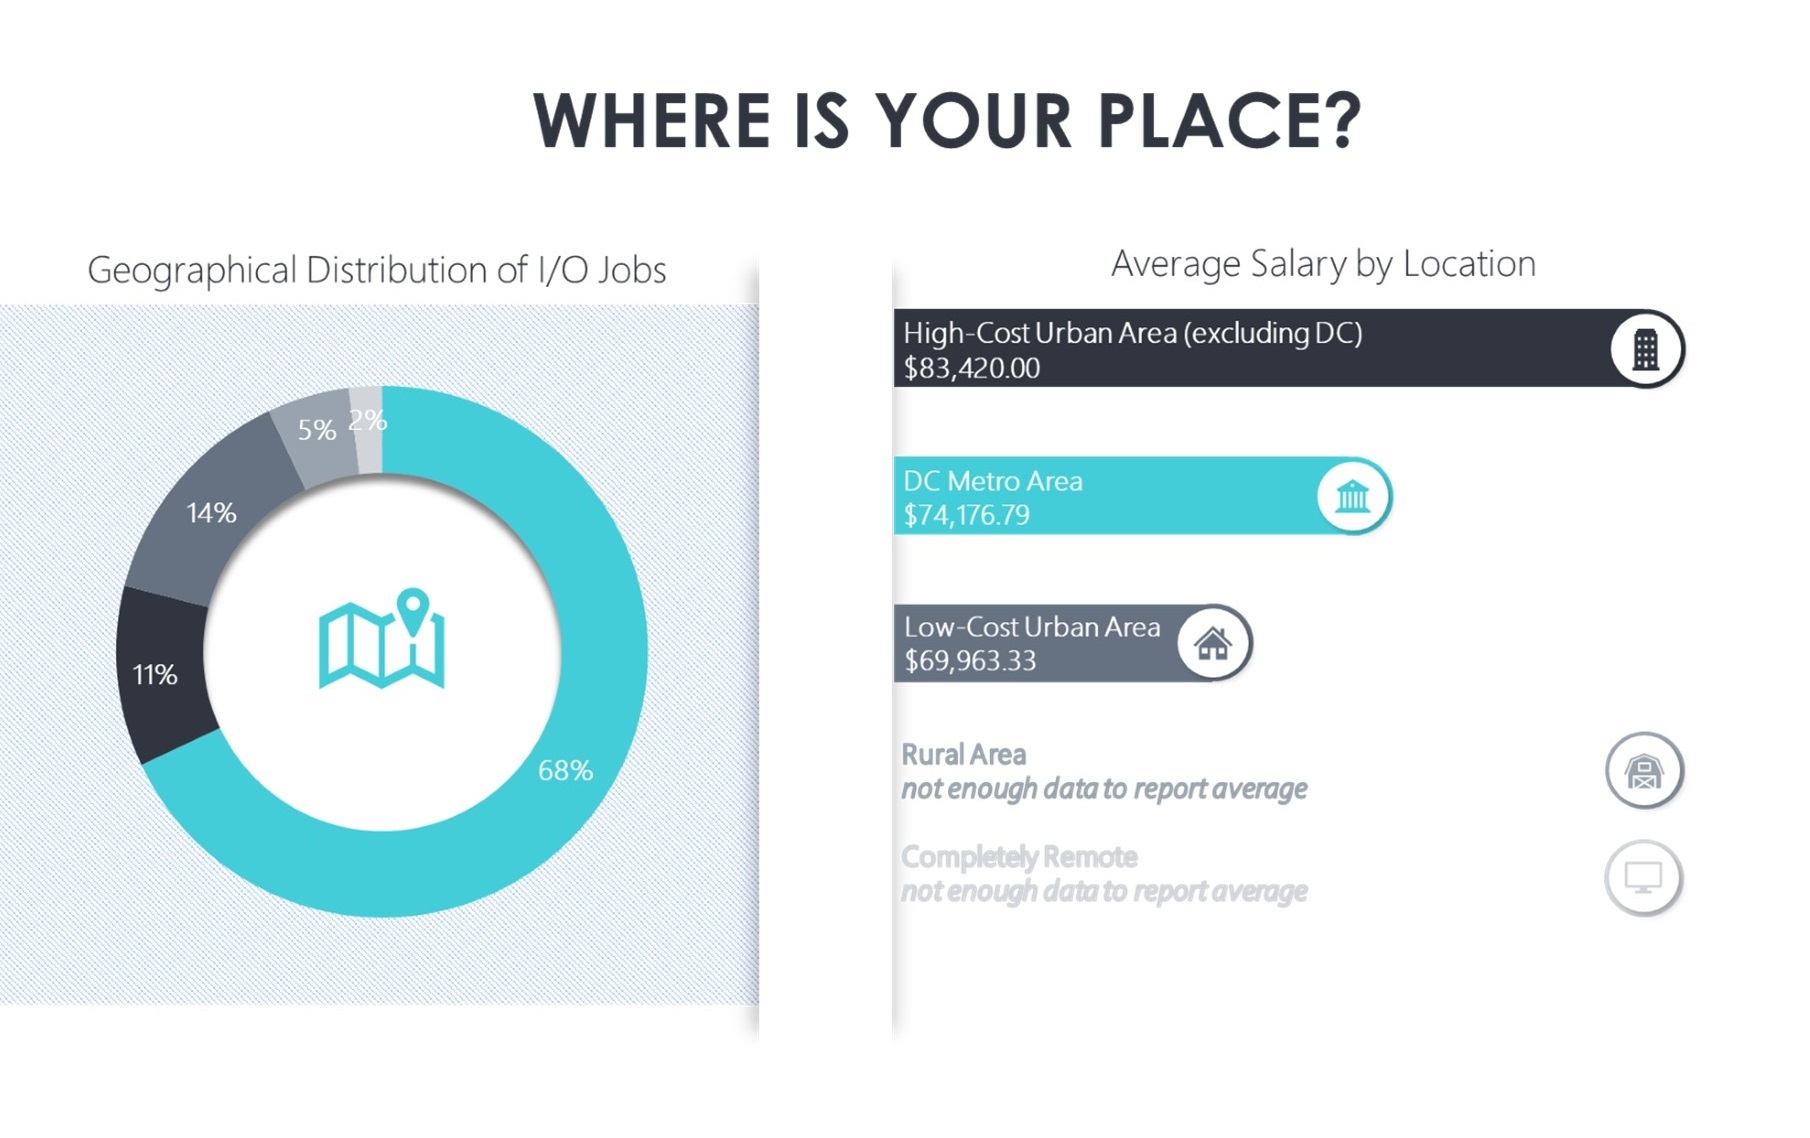 WHERE IS YOUR PLACE?
Geographical Distribution of I/O Jobs
5%
2%
14%
11%
68%
Average Salary by Location
High-Cost Urban Area (excluding DC)
$83,420.00
DC Metro Area
$74,176.79
Low-Cost Urban Area
$69,963.33
Rural Area
not enough data to report average
Completely Remote
not enough data to report average